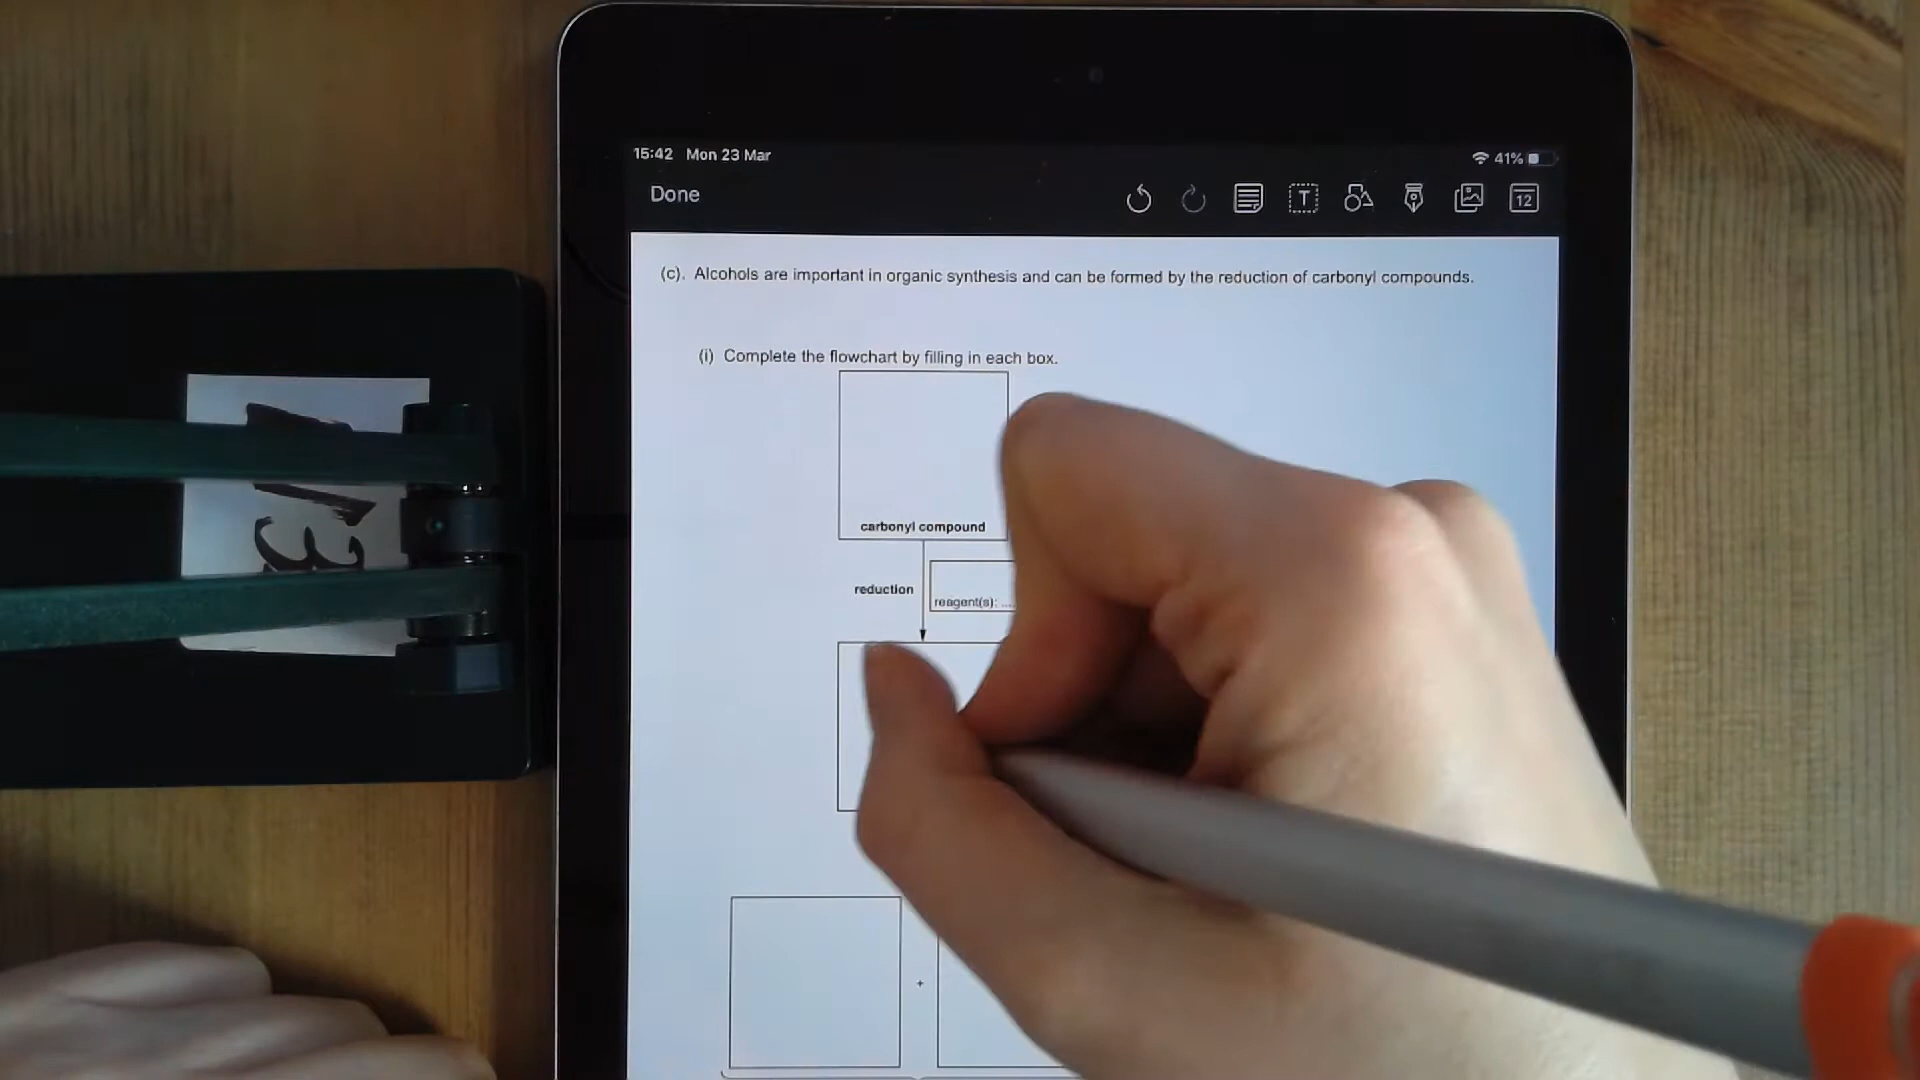 15:42 Mon 23 Mar
41%
Done
T
12
(c). Alcohols are important in organic synthesis and can be formed by the reduction of carbonyl compounds.
(i) Complete the flowchart by filling in each box.
carbonyl compound
reduction
reagent(s): ....
+